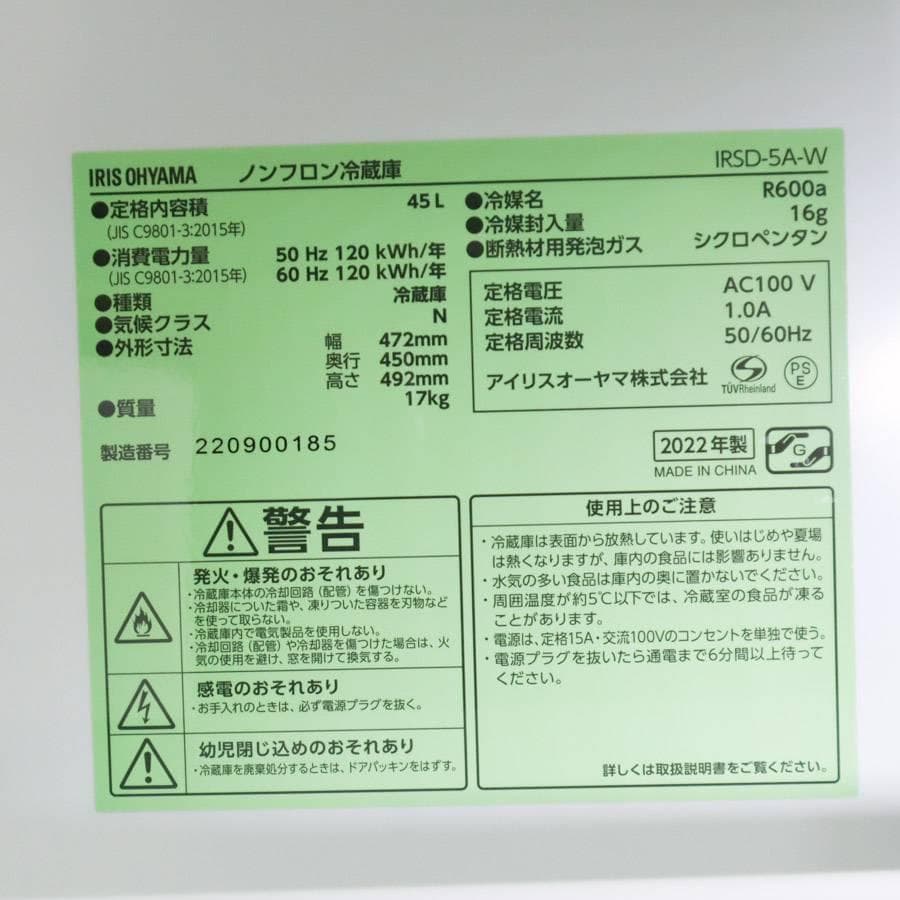 IRIS OHYAMA ノンフロン冷蔵庫 IRSD-5A-W
●定格内容積 45 L
(JIS C9801-3:2015年)
●消費電力量 50 Hz 120 kWh/年
(JIS C9801-3:2015年) 60 Hz 120 kWh/年
●種類 冷蔵庫
●気候クラス N
●外形寸法 幅 472mm
奥行 450mm
高さ 492mm
●質量 17kg
製造番号 220900185
●冷媒名 R600a
●冷媒封入量 16g
●断熱材用発泡ガス シクロペンタン
定格電圧 AC100 V
定格電流 1.0A
定格周波数 50/60Hz
アイリスオーヤマ株式会社 TÜVRheinland PS E
2022年製 G
MADE IN CHINA
警告
発火・爆発のおそれあり
・冷蔵庫本体の冷却回路（配管）を傷つけない。
・冷却器についた霜や、凍りついた容器を刃物など
を使って取らない。
・冷蔵庫内で電気製品を使用しない。
・冷却回路（配管）や冷却器を傷つけた場合は、火
気の使用を避け、窓を開けて換気する。
感電のおそれあり
・お手入れのときは、必ず電源プラグを抜く。
幼児閉じ込めのおそれあり
・冷蔵庫を廃棄処分するときは、ドアパッキンをはずす。
使用上のご注意
・冷蔵庫は表面から放熱しています。使いはじめや夏場
は熱くなりますが、庫内の食品には影響ありません。
・水気の多い食品は庫内の奥に置かないでください。
・周囲温度が約5℃以下では、冷蔵室の食品が凍る
ことがあります。
・電源は、定格15A・交流100Vのコンセントを単独で使う。
・電源プラグを抜いたら通電まで6分間以上待って
ください。
詳しくは取扱説明書をご覧ください。